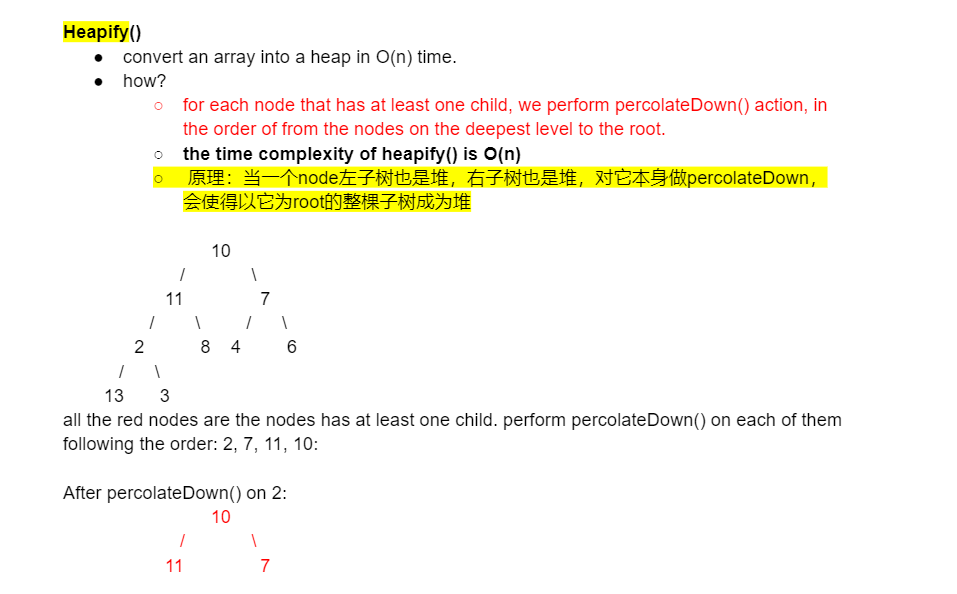 Heapify()
● convert an array into a heap in O(n) time.
● how?
○ for each node that has at least one child, we perform percolateDown() action, in
the order of from the nodes on the deepest level to the root.
○ the time complexity of heapify() is O(n)
○ 原理：当一个node左子树也是堆，右子树也是堆，对它本身做percolateDown，
会使得以它为root的整棵子树成为堆
10
/ \
11 7
/ \ / \
2 8 4 6
/ \
13 3
all the red nodes are the nodes has at least one child. perform percolateDown() on each of them
following the order: 2, 7, 11, 10:
After percolateDown() on 2:
10
/ \
11 7